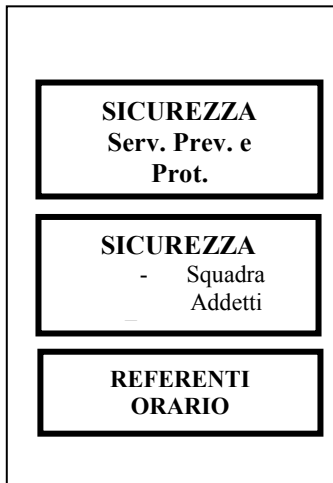 SICUREZZA
Serv. Prev. e
Prot.
SICUREZZA
- Squadra
Addetti
REFERENTI
ORARIO